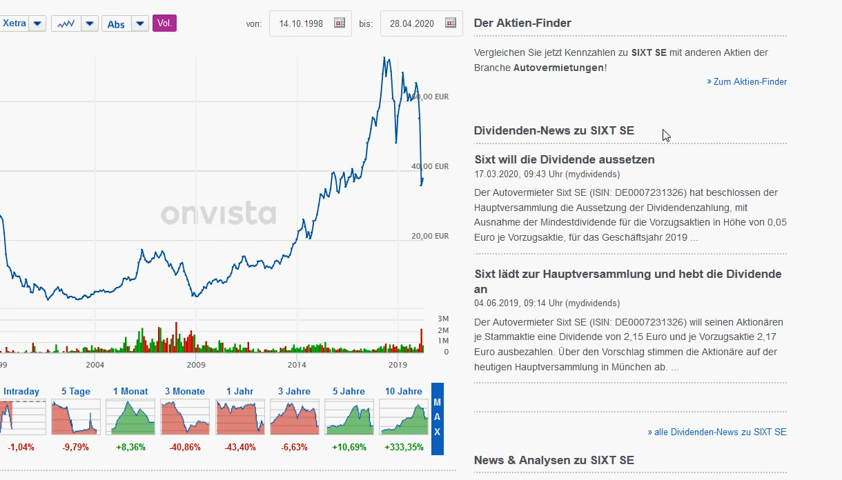 Xetra
Abs
Vol.
von:
14.10.1998
bis:
28.04.2020
40,00 EUR
20,00 EUR
onvista
3M
2M
1M
0
2004
2009
2014
2019
Intraday
5 Tage
1 Monat
3 Monate
1 Jahr
3 Jahre
5 Jahre
10 Jahre
MAX
-1,04%
-9,79%
+8,36%
-40,86%
-43,40%
-6,63%
+10,69%
+333,35%
Der Aktien-Finder
Vergleichen Sie jetzt Kennzahlen zu SIXT SE mit anderen Aktien der
Branche Autovermietungen!
» Zum Aktien-Finder
Dividenden-News zu SIXT SE
Sixt will die Dividende aussetzen
17.03.2020, 09:43 Uhr (mydividends)
Der Autovermieter Sixt SE (ISIN: DE0007231326) hat beschlossen der
Hauptversammlung die Aussetzung der Dividendenzahlung, mit
Ausnahme der Mindestdividende für die Vorzugsaktien in Höhe von 0,05
Euro je Vorzugsaktie, für das Geschäftsjahr 2019 ...
Sixt lädt zur Hauptversammlung und hebt die Dividende
an
04.06.2019, 09:14 Uhr (mydividends)
Der Autovermieter Sixt SE (ISIN: DE0007231326) will seinen Aktionären
je Stammaktie eine Dividende von 2,15 Euro und je Vorzugsaktie 2,17
Euro ausbezahlen. Über den Vorschlag stimmen die Aktionäre auf der
heutigen Hauptversammlung in München ab. ...
» alle Dividenden-News zu SIXT SE
News & Analysen zu SIXT SE